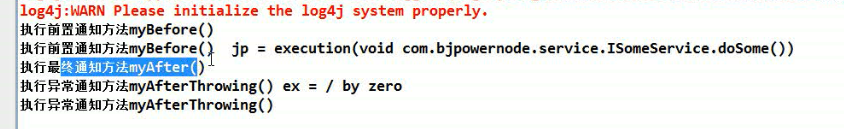 log4j:WARN Please initialize the log4j system properly.
执行前置通知方法myBefore()
执行前置通知方法myBefore()  jp = execution(void com.bjpowernode.service.ISomeService.doSome())
执行最终通知方法myAfter()
执行异常通知方法myAfterThrowing() ex = / by zero
执行异常通知方法myAfterThrowing()